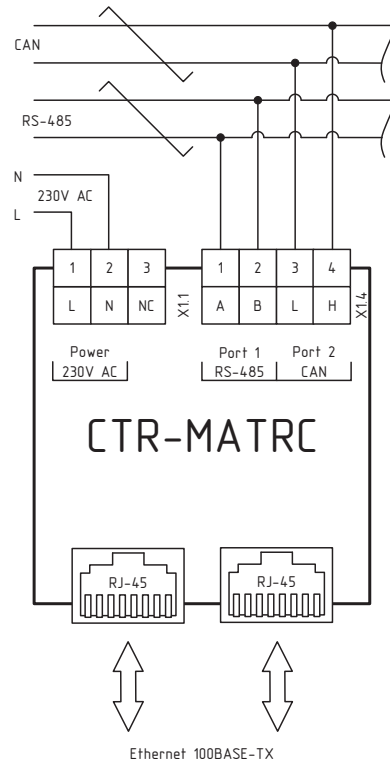 CAN
RS-485
N
230V AC
L
1 2 3 1 2 3 4
L N NC X1.1 A B L H X1.4
Power Port 1 Port 2
230V AC RS-485 CAN
CTR-MATRC
RJ-45 RJ-45
Ethernet 100BASE-TX